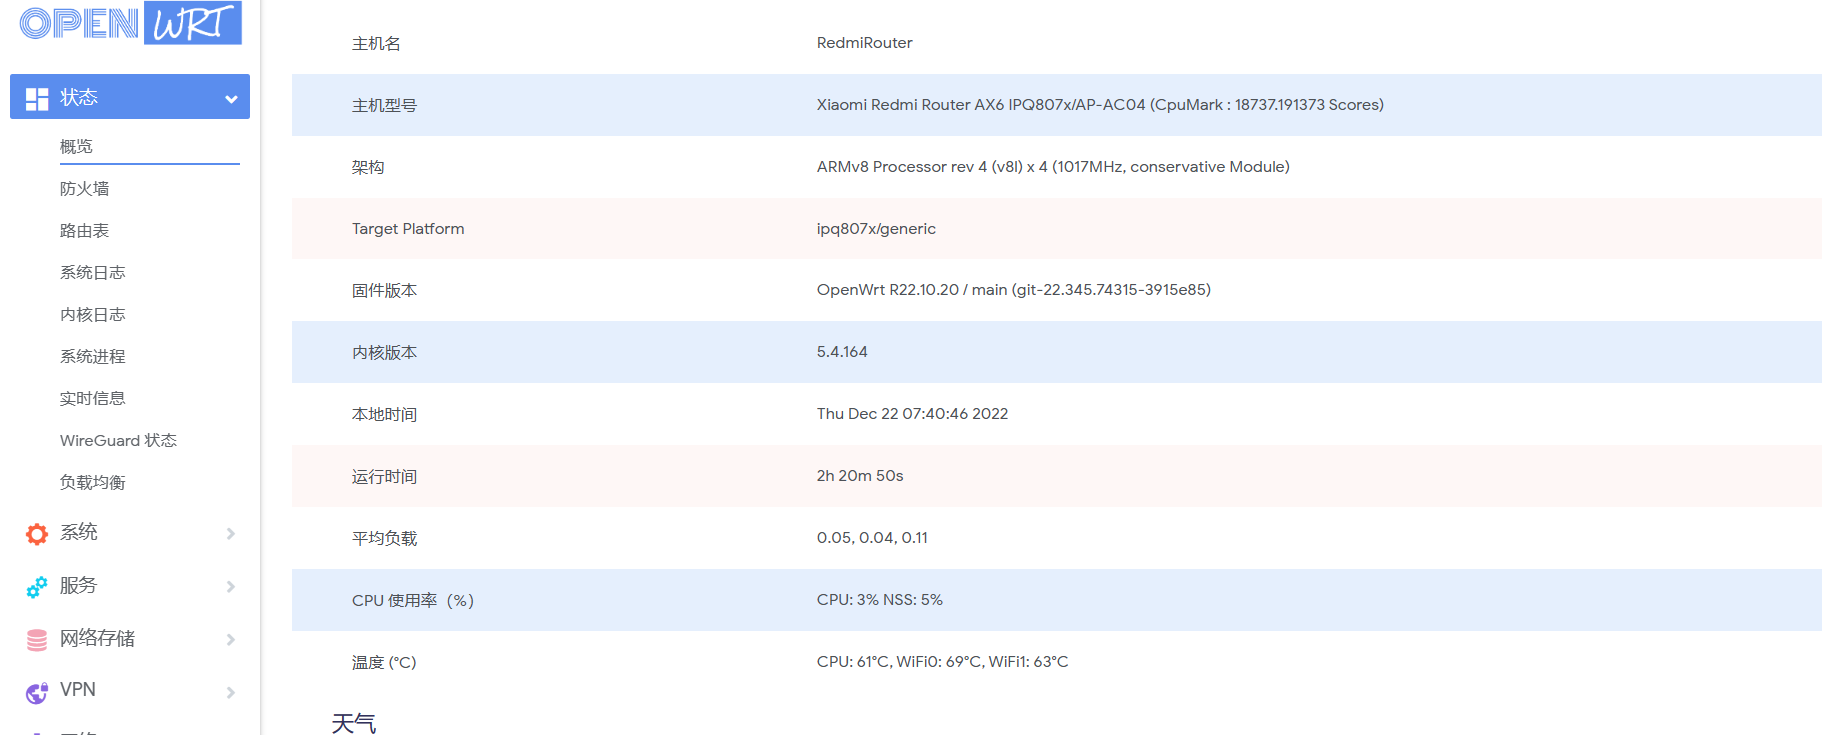 OPENWRT
状态
概览
防火墙
路由表
系统日志
内核日志
系统进程
实时信息
WireGuard 状态
负载均衡
系统
服务
网络存储
VPN
主机名 RedmiRouter
主机型号 Xiaomi Redmi Router AX6 IPQ807x/AP-AC04 (CpuMark : 18737.191373 Scores)
架构 ARMv8 Processor rev 4 (v8l) x 4 (1017MHz, conservative Module)
Target Platform ipq807x/generic
固件版本 OpenWrt R22.10.20 / main (git-22.345.74315-3915e85)
内核版本 5.4.164
本地时间 Thu Dec 22 07:40:46 2022
运行时间 2h 20m 50s
平均负载 0.05, 0.04, 0.11
CPU 使用率（%） CPU: 3% NSS: 5%
温度 (°C) CPU: 61°C, WiFi0: 69°C, WiFi1: 63°C
天气